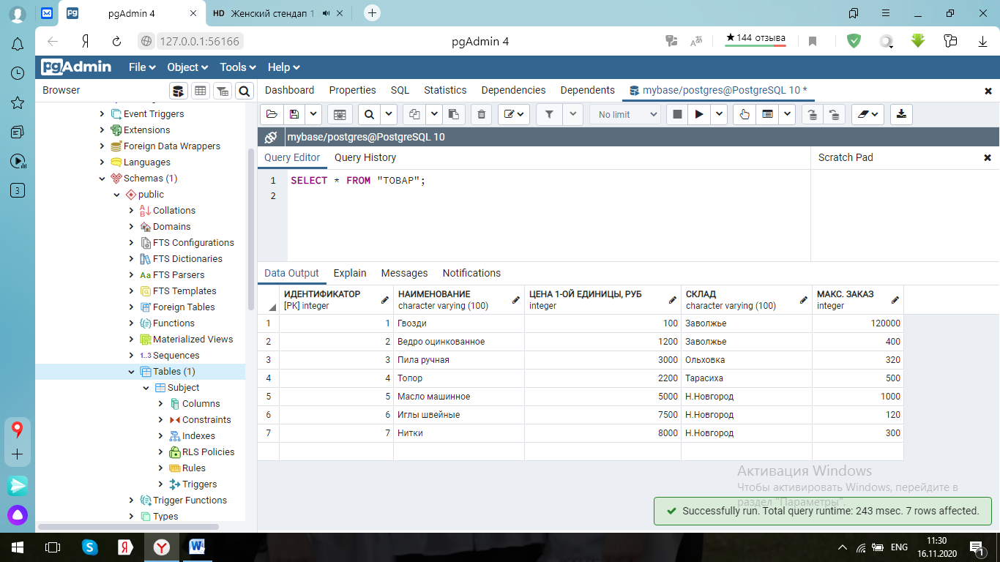 pgAdmin 4
HD Женский стендап 1
127.0.0.1:56166
pgAdmin 4
★144 отзыва
pgAdmin
File
Object
Tools
Help
Browser
Dashboard
Properties
SQL
Statistics
Dependencies
Dependents
mybase/postgres@PostgreSQL 10 *
Event Triggers
Extensions
Foreign Data Wrappers
Languages
Schemas (1)
public
Collations
Domains
FTS Configurations
FTS Dictionaries
Aa FTS Parsers
FTS Templates
Foreign Tables
Functions
Materialized Views
1..3 Sequences
Tables (1)
Subject
Columns
Constraints
Indexes
RLS Policies
Rules
Triggers
Trigger Functions
Types
3
No limit
mybase/postgres@PostgreSQL 10
Query Editor
Query History
Scratch Pad
1 SELECT * FROM "ТОВАР";
2
Data Output
Explain
Messages
Notifications
ИДЕНТИФИКАТОР НАИМЕНОВАНИЕ ЦЕНА 1-ОЙ ЕДИНИЦЫ, РУБ СКЛАД МАКС. ЗАКАЗ
[PK] integer character varying (100) integer character varying (100) integer
1 1 Гвозди 100 Заволжье 120000
2 2 Ведро оцинкованное 1200 Заволжье 400
3 3 Пила ручная 3000 Ольховка 320
4 4 Топор 2200 Тарасиха 500
5 5 Масло машинное 5000 Н.Новгород 1000
6 6 Иглы швейные 7500 Н.Новгород 120
7 7 Нитки 8000 Н.Новгород 300
Активация Windows
Чтобы активировать Windows, перейдите в
раздел "Параметры".
Successfully run. Total query runtime: 243 msec. 7 rows affected.
ENG
11:30
16.11.2020
1